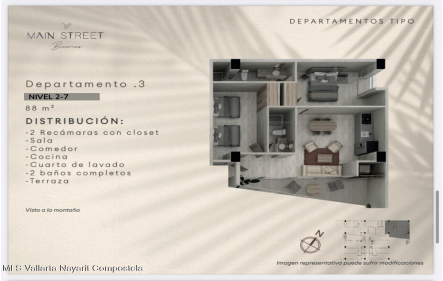 MAIN STREET
Bucerías
DEPARTAMENTOS TIPO
Departamento .3
NIVEL 2-7
88 m²
DISTRIBUCIÓN:
-2 Recámaras con closet
-Sala
-Comedor
-Cocina
-Cuarto de lavado
-2 baños completos
-Terraza
Vista a la montaña
N
Imagen representativa puede sufrir modificaciones
MLS Vallarta Nayarit Compostela